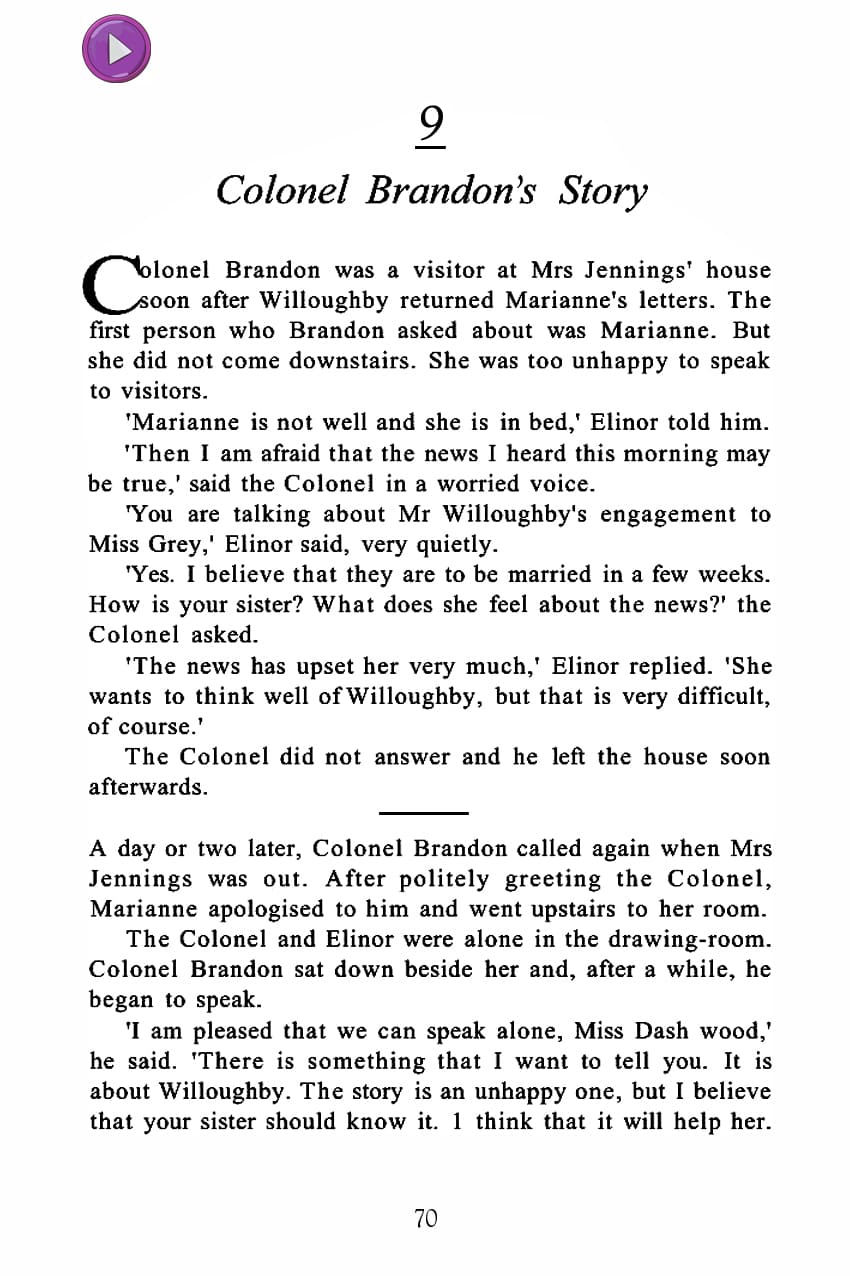 9
Colonel Brandon's Story
Colonel Brandon was a visitor at Mrs Jennings' house
soon after Willoughby returned Marianne's letters. The
first person who Brandon asked about was Marianne. But
she did not come downstairs. She was too unhappy to speak
to visitors.
'Marianne is not well and she is in bed,' Elinor told him.
'Then I am afraid that the news I heard this morning may
be true,' said the Colonel in a worried voice.
'You are talking about Mr Willoughby's engagement to
Miss Grey,' Elinor said, very quietly.
'Yes. I believe that they are to be married in a few weeks.
How is your sister? What does she feel about the news?' the
Colonel asked.
'The news has upset her very much,' Elinor replied. 'She
wants to think well of Willoughby, but that is very difficult,
of course.'
The Colonel did not answer and he left the house soon
afterwards.
A day or two later, Colonel Brandon called again when Mrs
Jennings was out. After politely greeting the Colonel,
Marianne apologised to him and went upstairs to her room.
The Colonel and Elinor were alone in the drawing-room.
Colonel Brandon sat down beside her and, after a while, he
began to speak.
'I am pleased that we can speak alone, Miss Dash wood,'
he said. 'There is something that I want to tell you. It is
about Willoughby. The story is an unhappy one, but I believe
that your sister should know it. 1 think that it will help her.
70